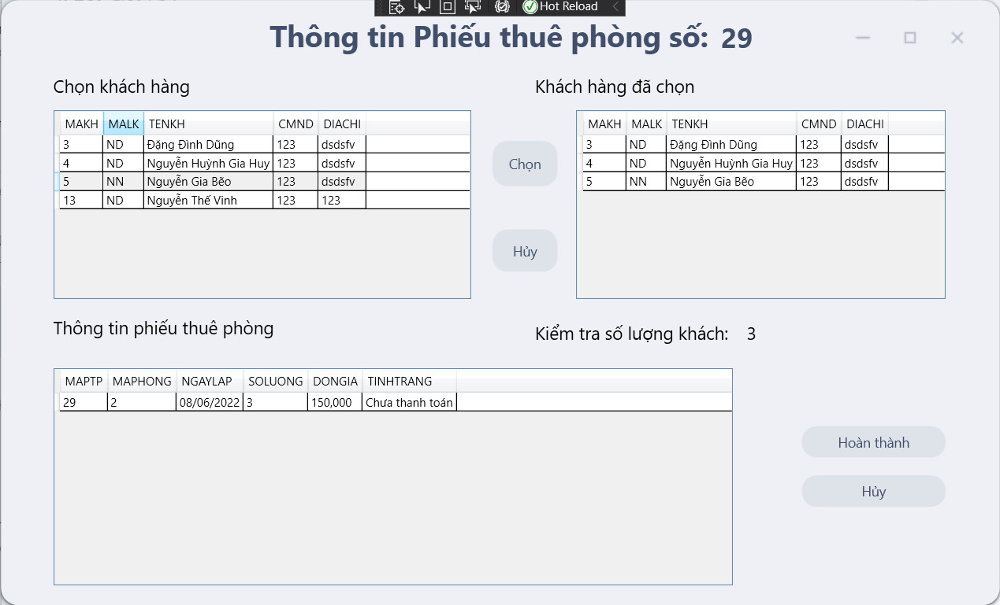 Hot Reload
Thông tin Phiếu thuê phòng số: 29
Chọn khách hàng
MAKH MALK TENKH CMND DIACHI
3 ND Đặng Đình Dũng 123 dsdsfv
4 ND Nguyễn Huỳnh Gia Huy 123 dsdsfv
5 NN Nguyễn Gia Bẽo 123 dsdsfv
13 ND Nguyễn Thế Vinh 123 123
Chọn
Hủy
Khách hàng đã chọn
MAKH MALK TENKH CMND DIACHI
3 ND Đặng Đình Dũng 123 dsdsfv
4 ND Nguyễn Huỳnh Gia Huy 123 dsdsfv
5 NN Nguyễn Gia Bẽo 123 dsdsfv
Thông tin phiếu thuê phòng
Kiểm tra số lượng khách: 3
MAPTP MAPHONG NGAYLAP SOLUONG DONGIA TINHTRANG
29 2 08/06/2022 3 150,000 Chưa thanh toán
Hoàn thành
Hủy